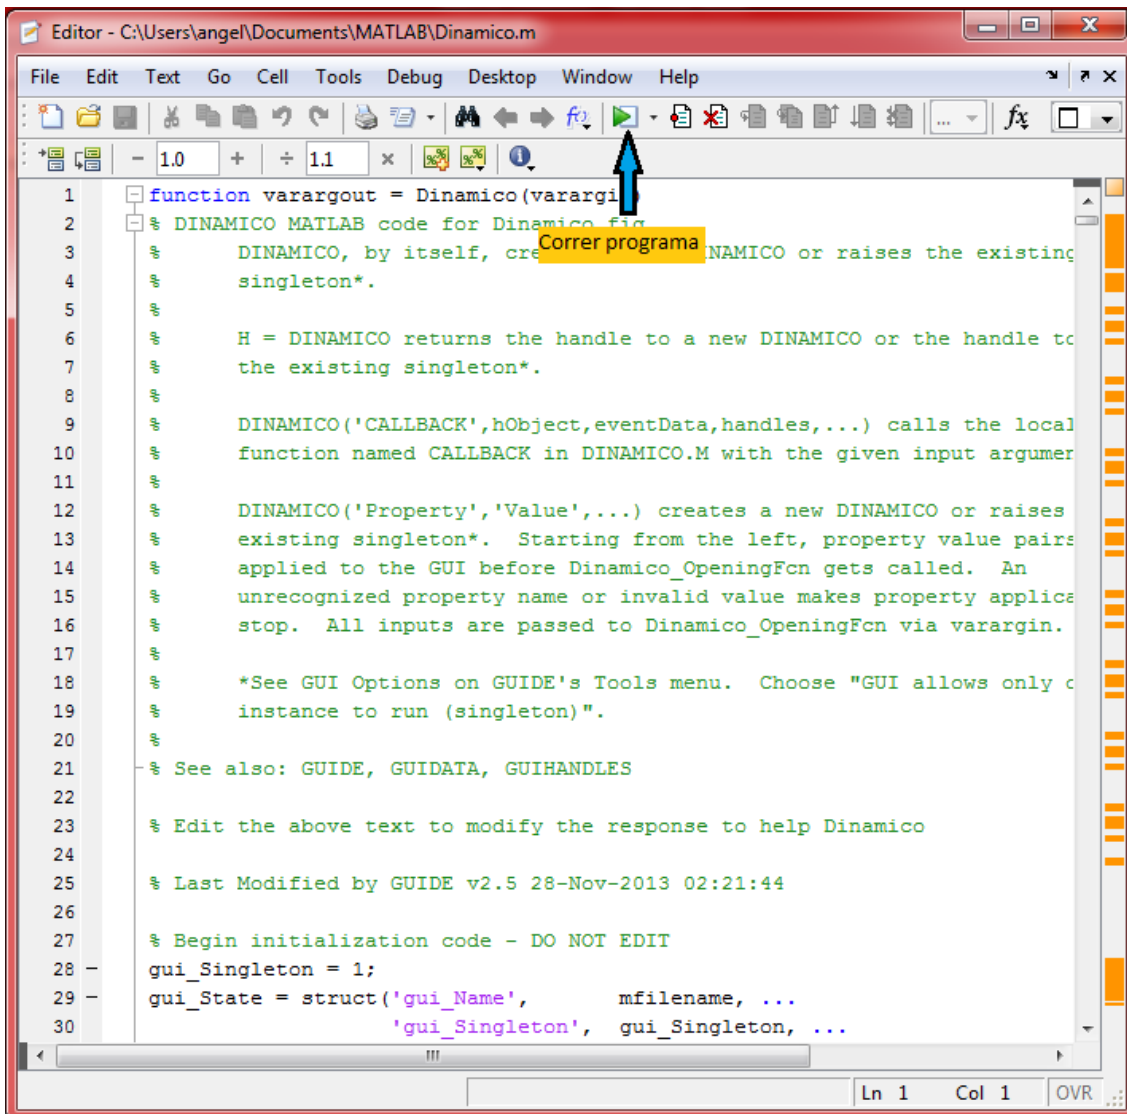 Editor - C:\Users\angel\Documents\MATLAB\Dinamico.m
File Edit Text Go Cell Tools Debug Desktop Window Help
... fx
- 1.0 + ÷ 1.1 ×
1 function varargout = Dinamico(varargi
2 % DINAMICO MATLAB code for Dinamico.fig
Correr programa
3 % DINAMICO, by itself, cre NAMICO or raises the existing
4 % singleton*.
5 %
6 % H = DINAMICO returns the handle to a new DINAMICO or the handle to
7 % the existing singleton*.
8 %
9 % DINAMICO('CALLBACK',hObject,eventData,handles,...) calls the local
10 % function named CALLBACK in DINAMICO.M with the given input argumen
11 %
12 % DINAMICO('Property','Value',...) creates a new DINAMICO or raises
13 % existing singleton*. Starting from the left, property value pairs
14 % applied to the GUI before Dinamico_OpeningFcn gets called. An
15 % unrecognized property name or invalid value makes property applica
16 % stop. All inputs are passed to Dinamico_OpeningFcn via varargin.
17 %
18 % *See GUI Options on GUIDE's Tools menu. Choose "GUI allows only o
19 % instance to run (singleton)".
20 %
21 % See also: GUIDE, GUIDATA, GUIHANDLES
22
23 % Edit the above text to modify the response to help Dinamico
24
25 % Last Modified by GUIDE v2.5 28-Nov-2013 02:21:44
26
27 % Begin initialization code - DO NOT EDIT
28 - gui_Singleton = 1;
29 - gui_State = struct('gui_Name', mfilename, ...
30 'gui_Singleton', gui_Singleton, ...
Ln 1 Col 1 OVR